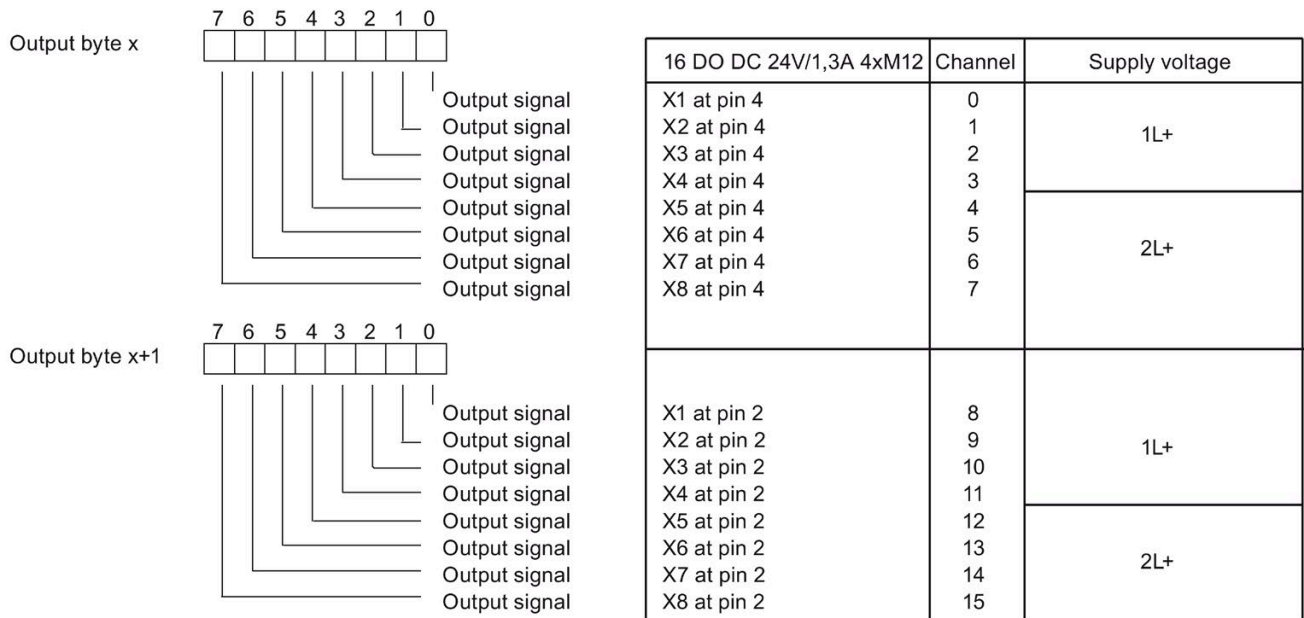 7 6 5 4 3 2 1 0
Output byte x
16 DO DC 24V/1,3A 4xM12 Channel Supply voltage
Output signal X1 at pin 4 0
Output signal X2 at pin 4 1
1L+
Output signal X3 at pin 4 2
Output signal X4 at pin 4 3
Output signal X5 at pin 4 4
Output signal X6 at pin 4 5
2L+
Output signal X7 at pin 4 6
Output signal X8 at pin 4 7
7 6 5 4 3 2 1 0
Output byte x+1
Output signal X1 at pin 2 8
Output signal X2 at pin 2 9
1L+
Output signal X3 at pin 2 10
Output signal X4 at pin 2 11
Output signal X5 at pin 2 12
Output signal X6 at pin 2 13
2L+
Output signal X7 at pin 2 14
Output signal X8 at pin 2 15